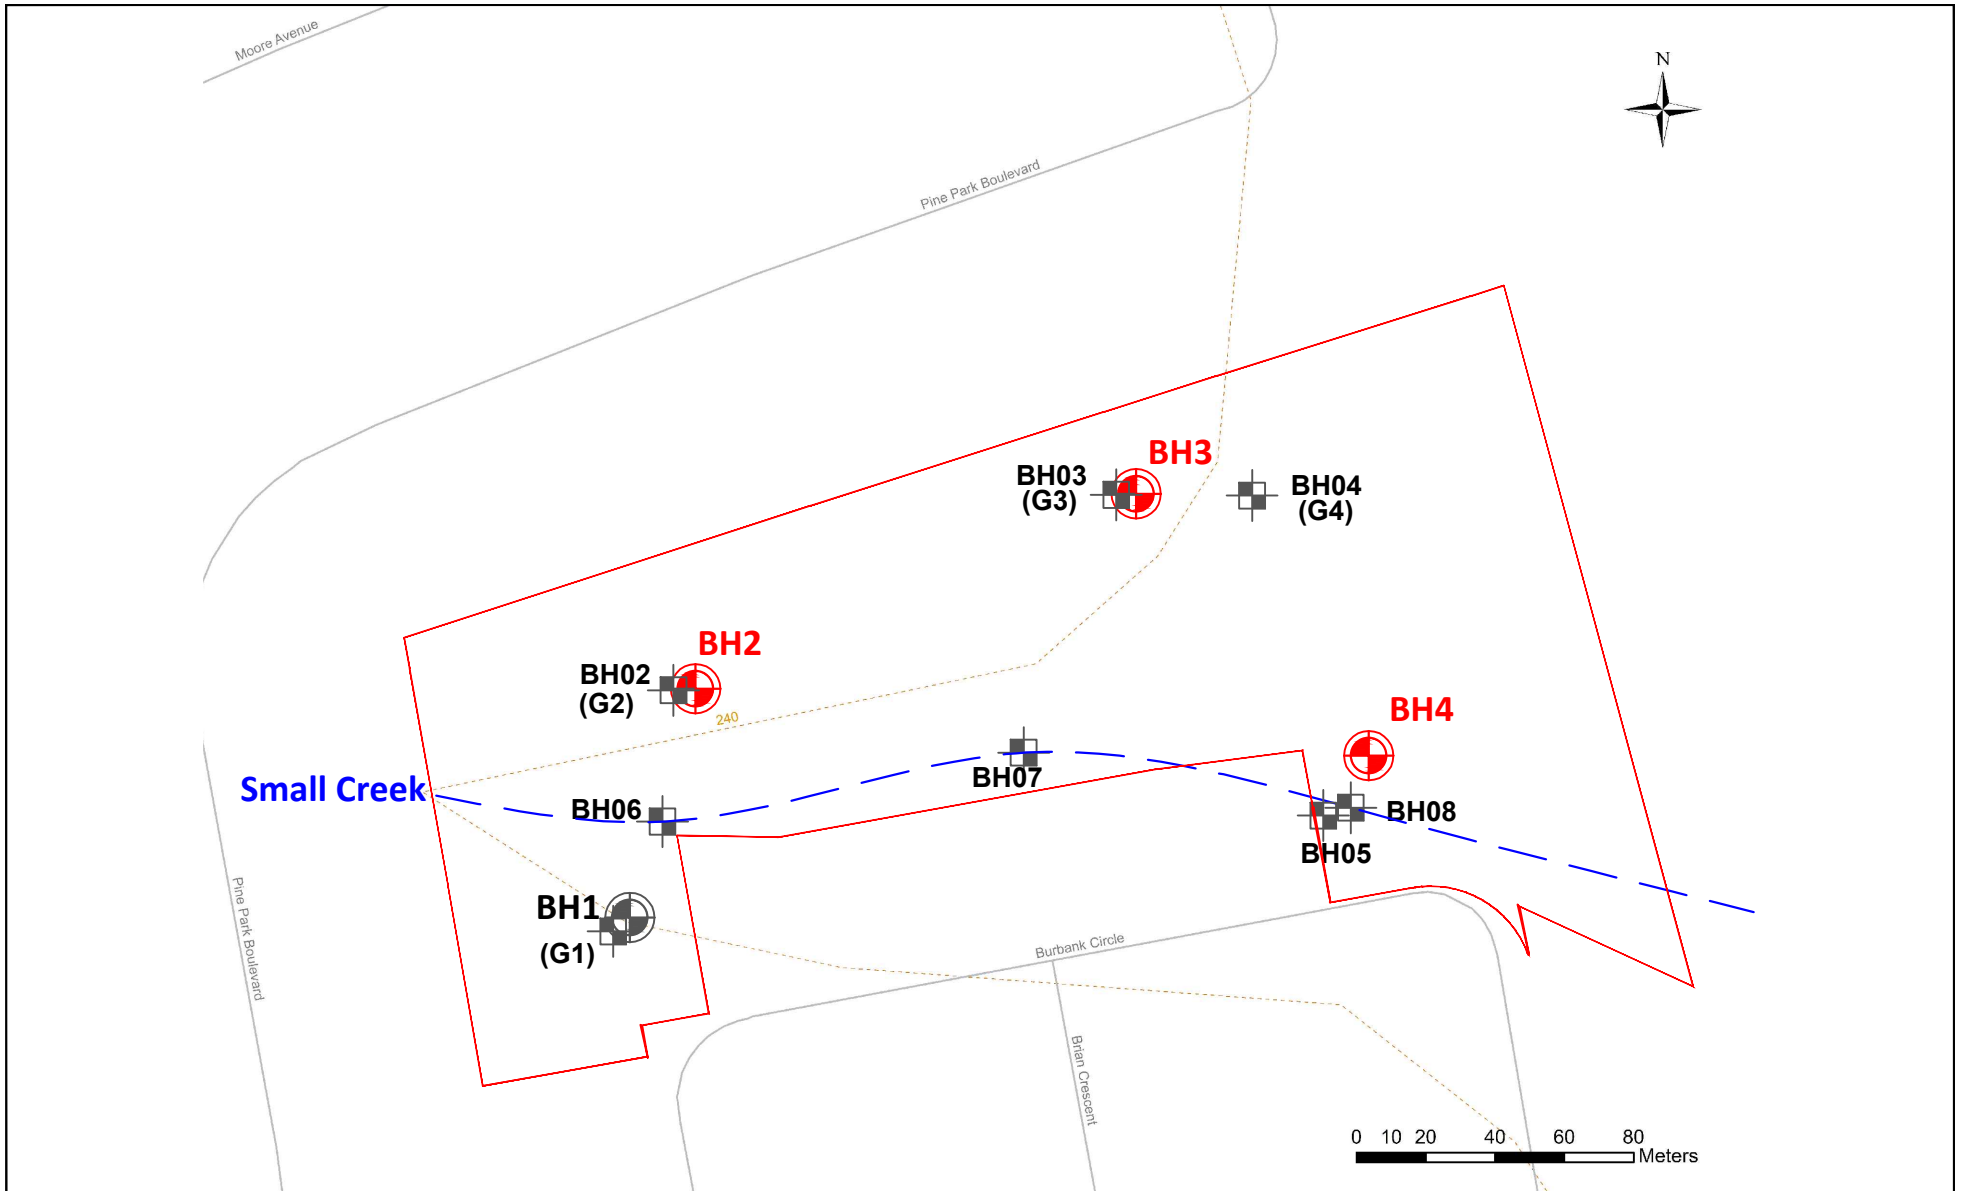 Moore Avenue
N
Pine Park Boulevard
BH3
BH03
(G3)
BH04
(G4)
BH2
BH02
(G2)
240
BH4
Small Creek
BH07
BH06
BH08
BH05
BH1
(G1)
Pine Park Boulevard
Burbank Circle
Brian Crescent
0 10 20 40 60 80
Meters